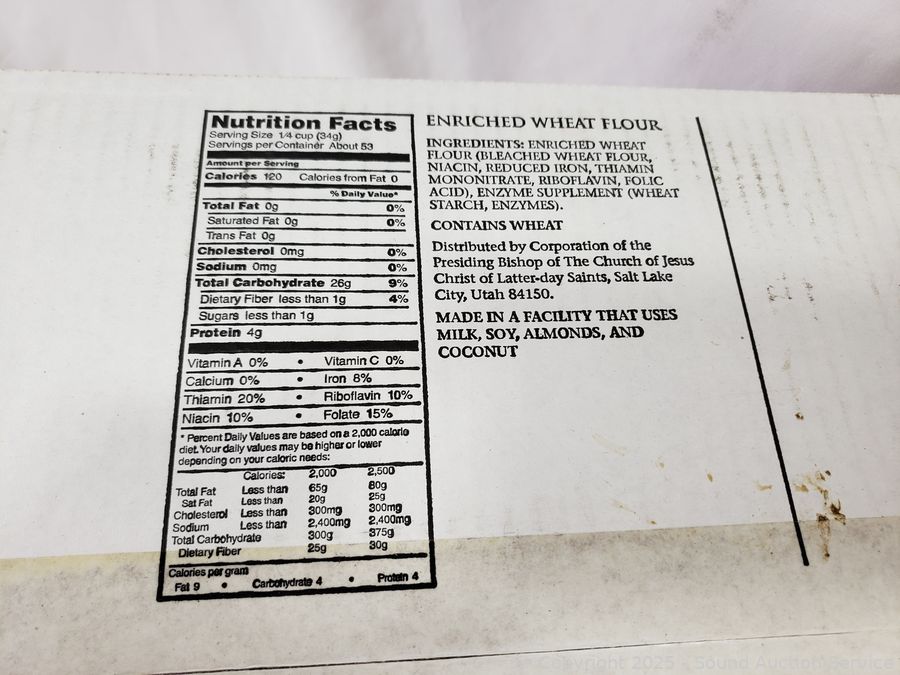 Nutrition Facts
Serving Size 1/4 cup (34g)
Servings per Container About 53
Amount per Serving
Calories 120 Calories from Fat 0
% Daily Value*
Total Fat 0g 0%
Saturated Fat 0g 0%
Trans Fat 0g
Cholesterol 0mg 0%
Sodium 0mg 0%
Total Carbohydrate 26g 9%
Dietary Fiber less than 1g 4%
Sugars less than 1g
Protein 4g
Vitamin A 0% • Vitamin C 0%
Calcium 0% • Iron 8%
Thiamin 20% • Riboflavin 10%
Niacin 10% • Folate 15%
* Percent Daily Values are based on a 2,000 calorie
diet. Your daily values may be higher or lower
depending on your caloric needs:
Calories: 2,000 2,500
Total Fat Less than 65g 80g
Sat Fat Less than 20g 25g
Cholesterol Less than 300mg 300mg
Sodium Less than 2,400mg 2,400mg
Total Carbohydrate 300g 375g
Dietary Fiber 25g 30g
Calories per gram
Fat 9 • Carbohydrate 4 • Protein 4
ENRICHED WHEAT FLOUR
INGREDIENTS: ENRICHED WHEAT
FLOUR (BLEACHED WHEAT FLOUR,
NIACIN, REDUCED IRON, THIAMIN
MONONITRATE, RIBOFLAVIN, FOLIC
ACID), ENZYME SUPPLEMENT (WHEAT
STARCH, ENZYMES).
CONTAINS WHEAT
Distributed by Corporation of the
Presiding Bishop of The Church of Jesus
Christ of Latter-day Saints, Salt Lake
City, Utah 84150.
MADE IN A FACILITY THAT USES
MILK, SOY, ALMONDS, AND
COCONUT
Copyright 2025 - Sound Auction Service